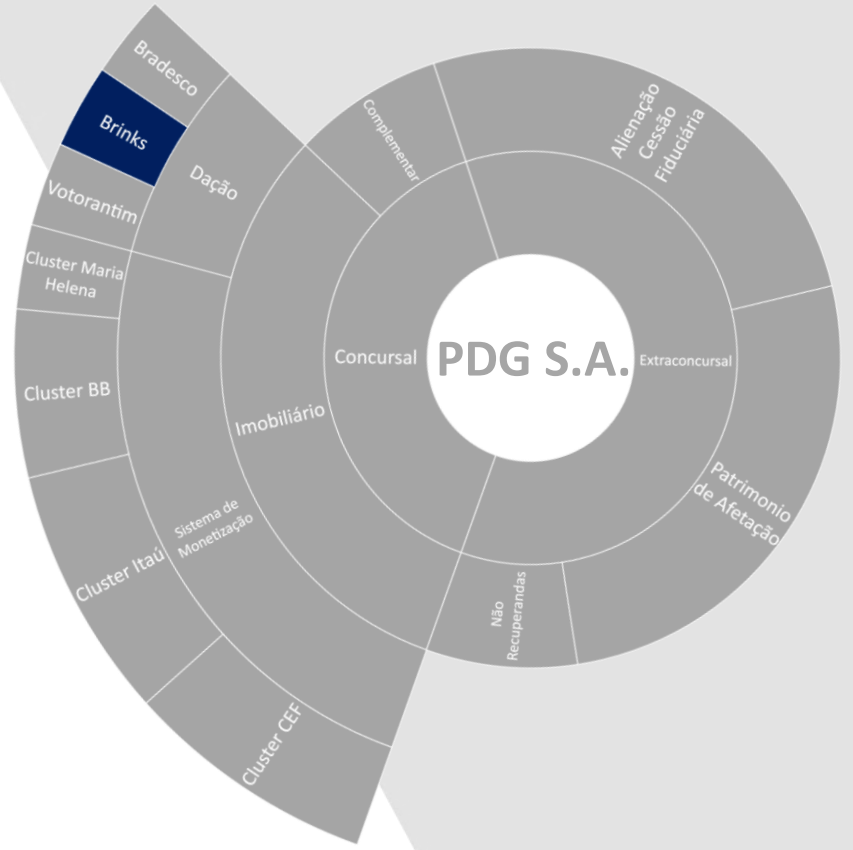 Bradesco
Brinks
Votorantim
Cluster Maria
Helena
Cluster BB
Cluster Itaú
Cluster CEF
Dação
Sistema de
Monetização
Imobiliário
Complementar
Concursal
PDG S.A.
Extraconcursal
Alienação
Cessão
Fiduciária
Patrimonio
de Afetação
Não
Recuperandas